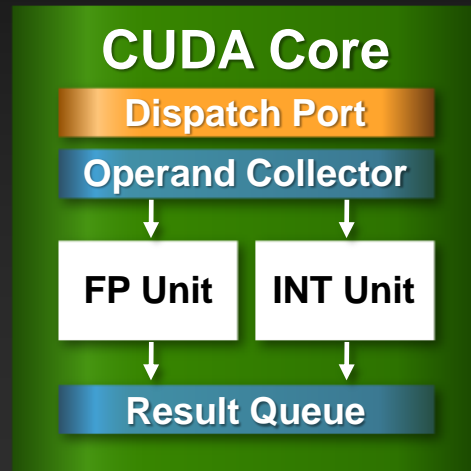 CUDA Core
Dispatch Port
Operand Collector
FP Unit
INT Unit
Result Queue